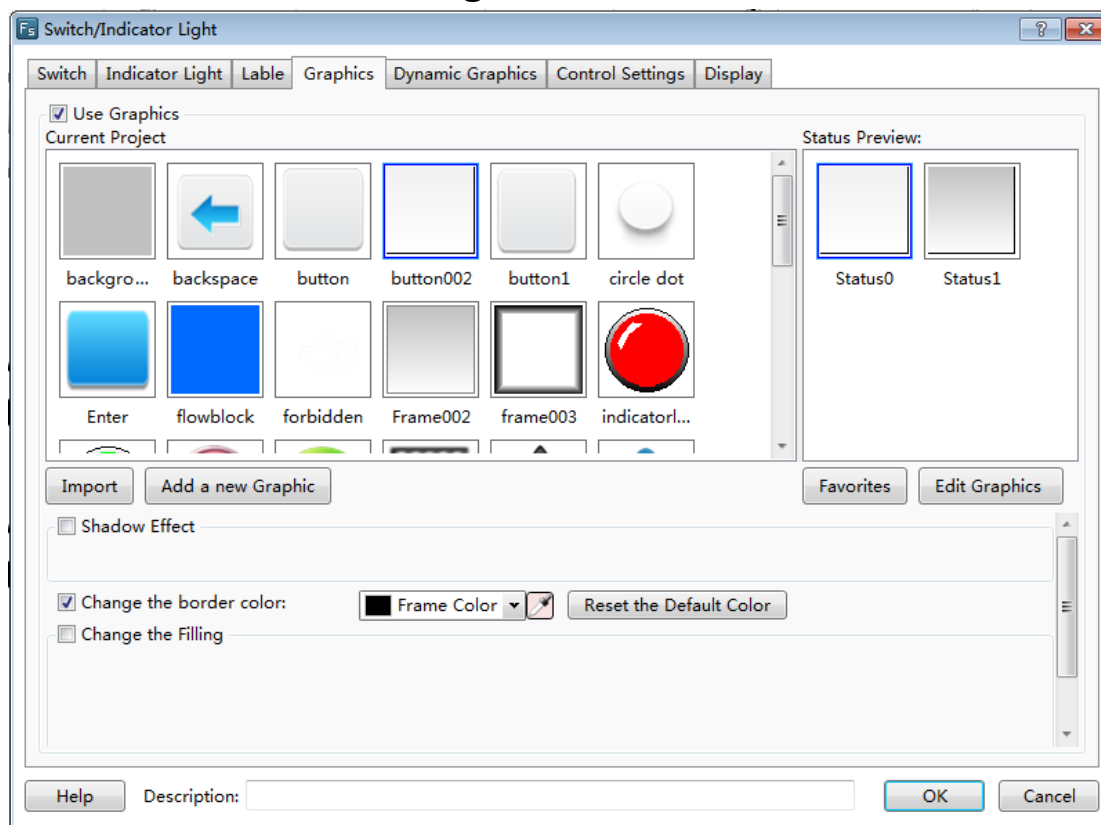 Fs Switch/Indicator Light
Switch Indicator Light Lable Graphics Dynamic Graphics Control Settings Display
Use Graphics
Current Project Status Preview:
backgro... backspace button button002 button1 circle dot Status0 Status1
Enter flowblock forbidden Frame002 frame003 indicatorl...
Import Add a new Graphic Favorites Edit Graphics
Shadow Effect
Change the border color: Frame Color Reset the Default Color
Change the Filling
Help Description: OK Cancel